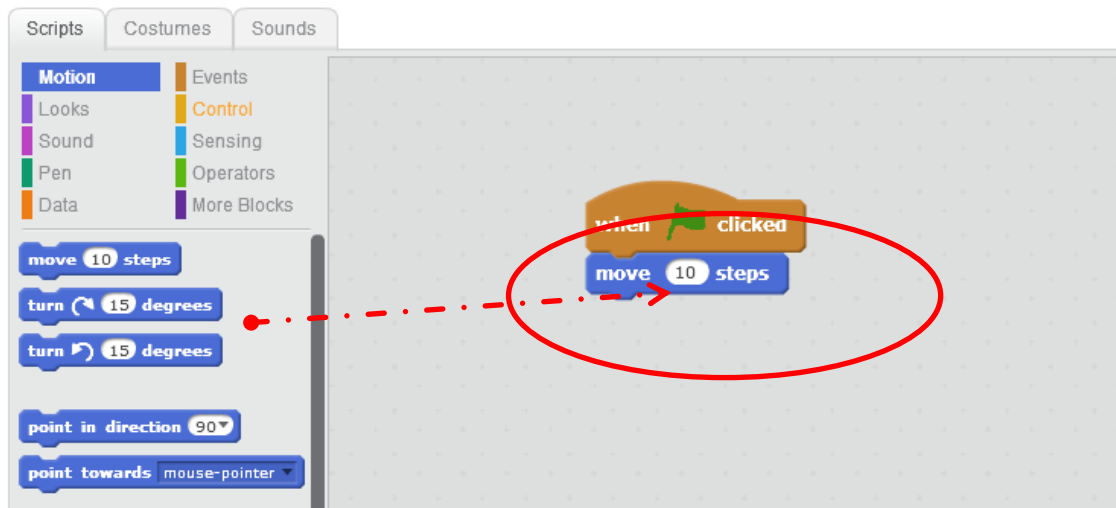 Scripts Costumes Sounds
Motion Events
Looks Control
Sound Sensing
Pen Operators
Data More Blocks
move 10 steps
turn 15 degrees
turn 15 degrees
point in direction 90
point towards mouse-pointer
when clicked
move 10 steps